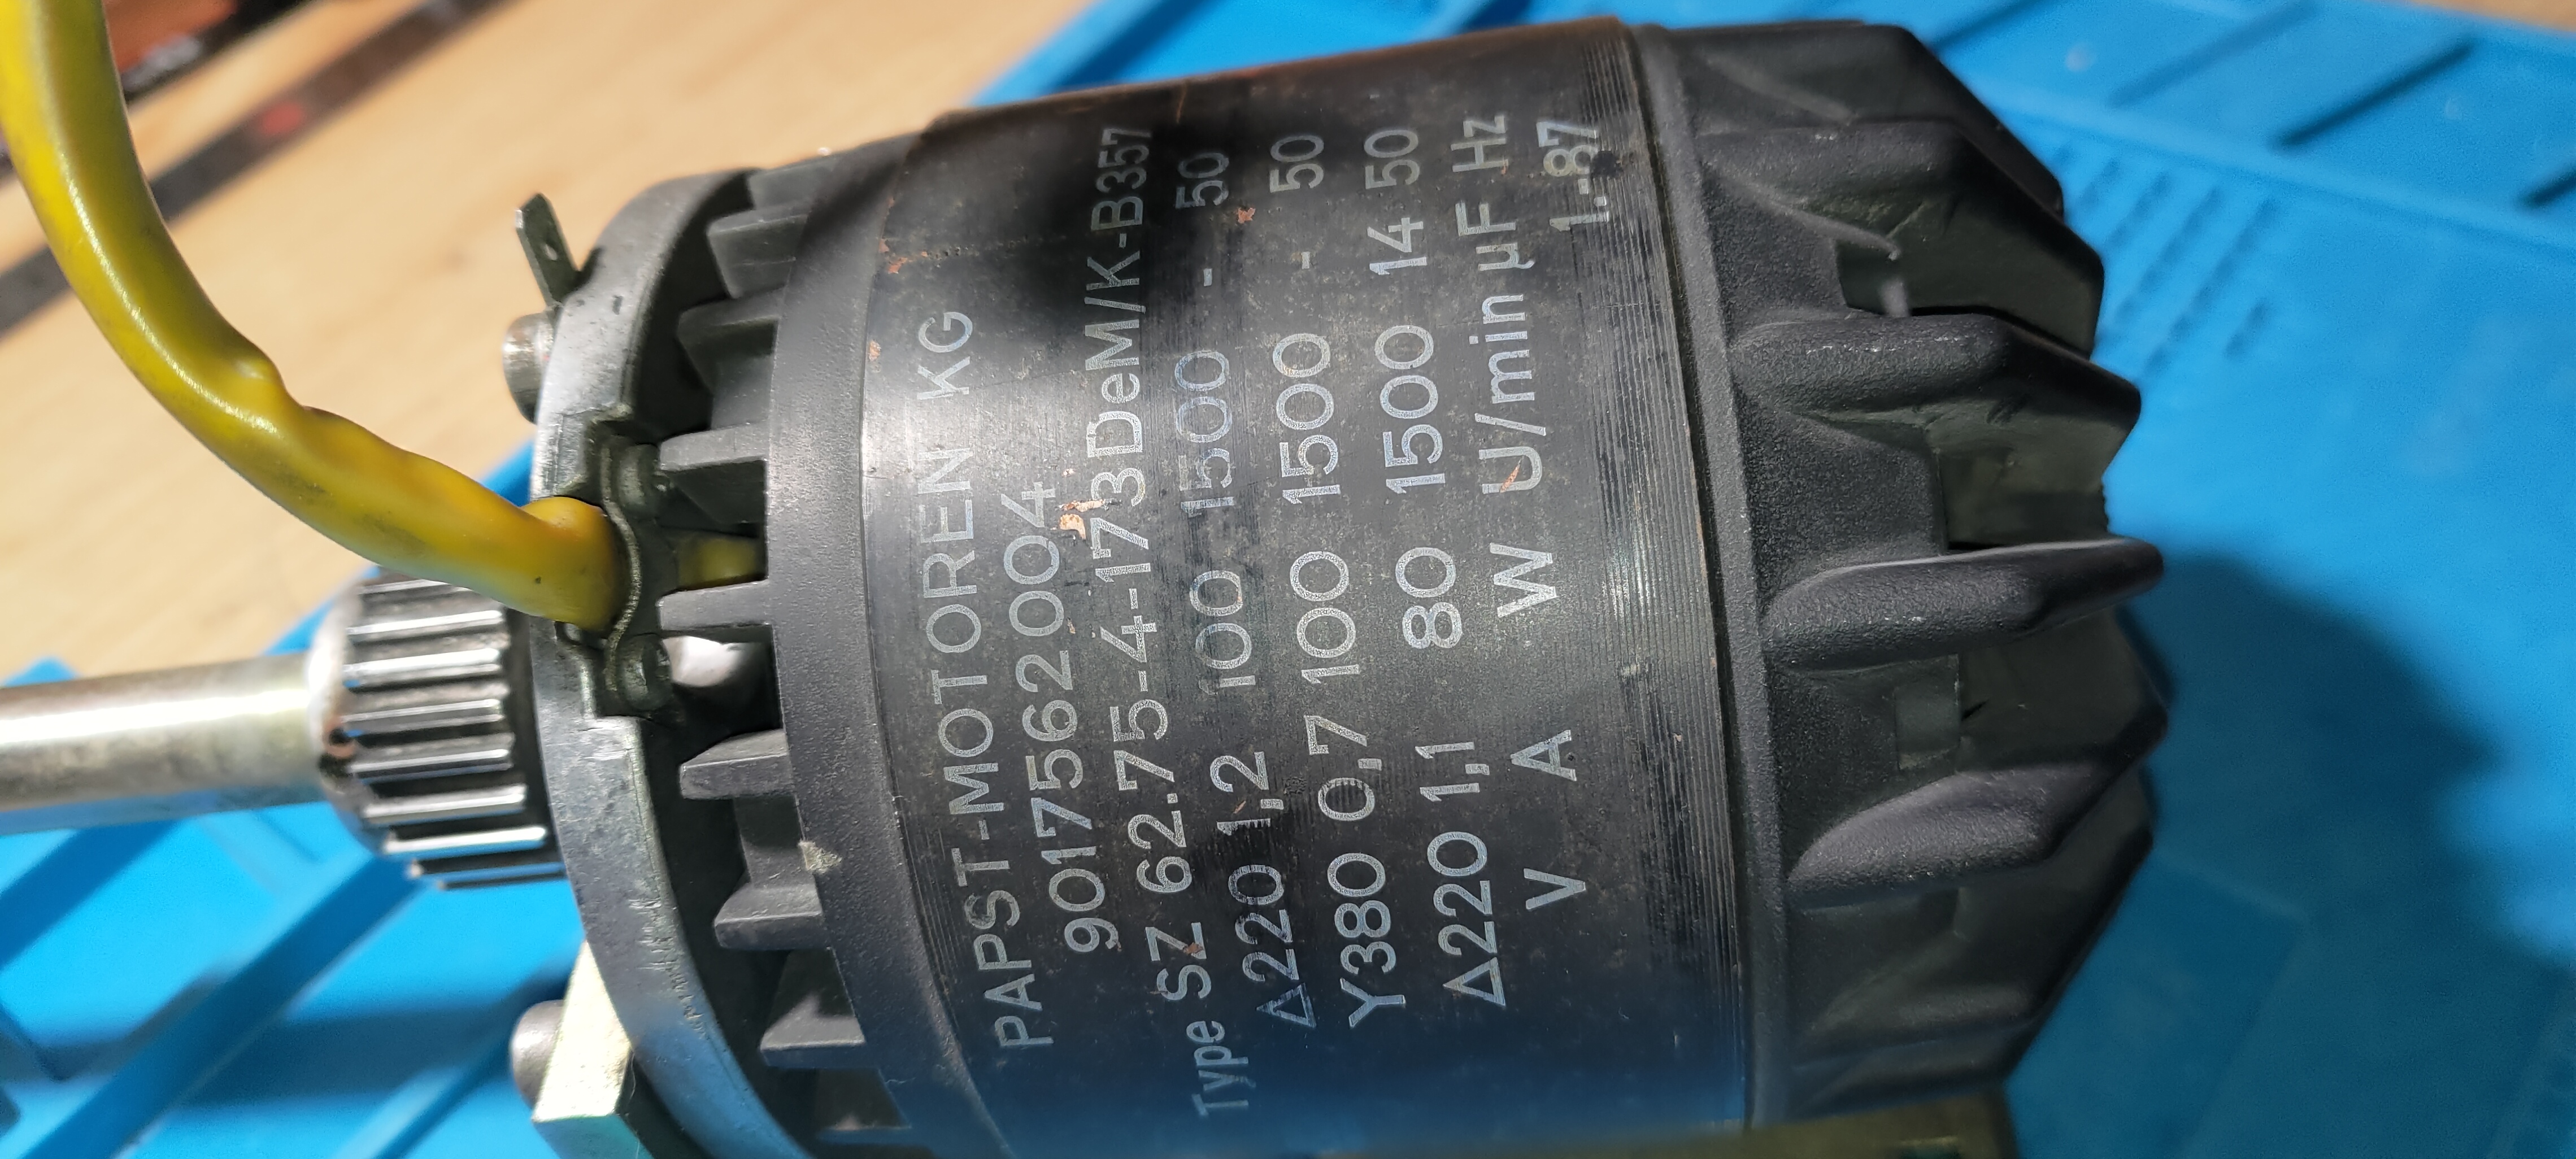 PAPST-MOTOREN KG
9017562004
Type SZ 62.75-4-173DeM/K-B357
Δ220 1,2 100 1500 - 50
Y380 0,7 100 1500 - 50
Δ220 1,1 80 1500 14 50
V A W U/min µF Hz
1.-87